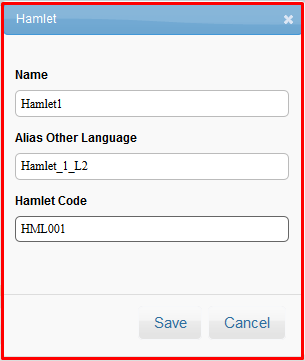 Hamlet
Name
Hamlet1
Alias Other Language
Hamlet_1_L2
Hamlet Code
HML001
Save Cancel